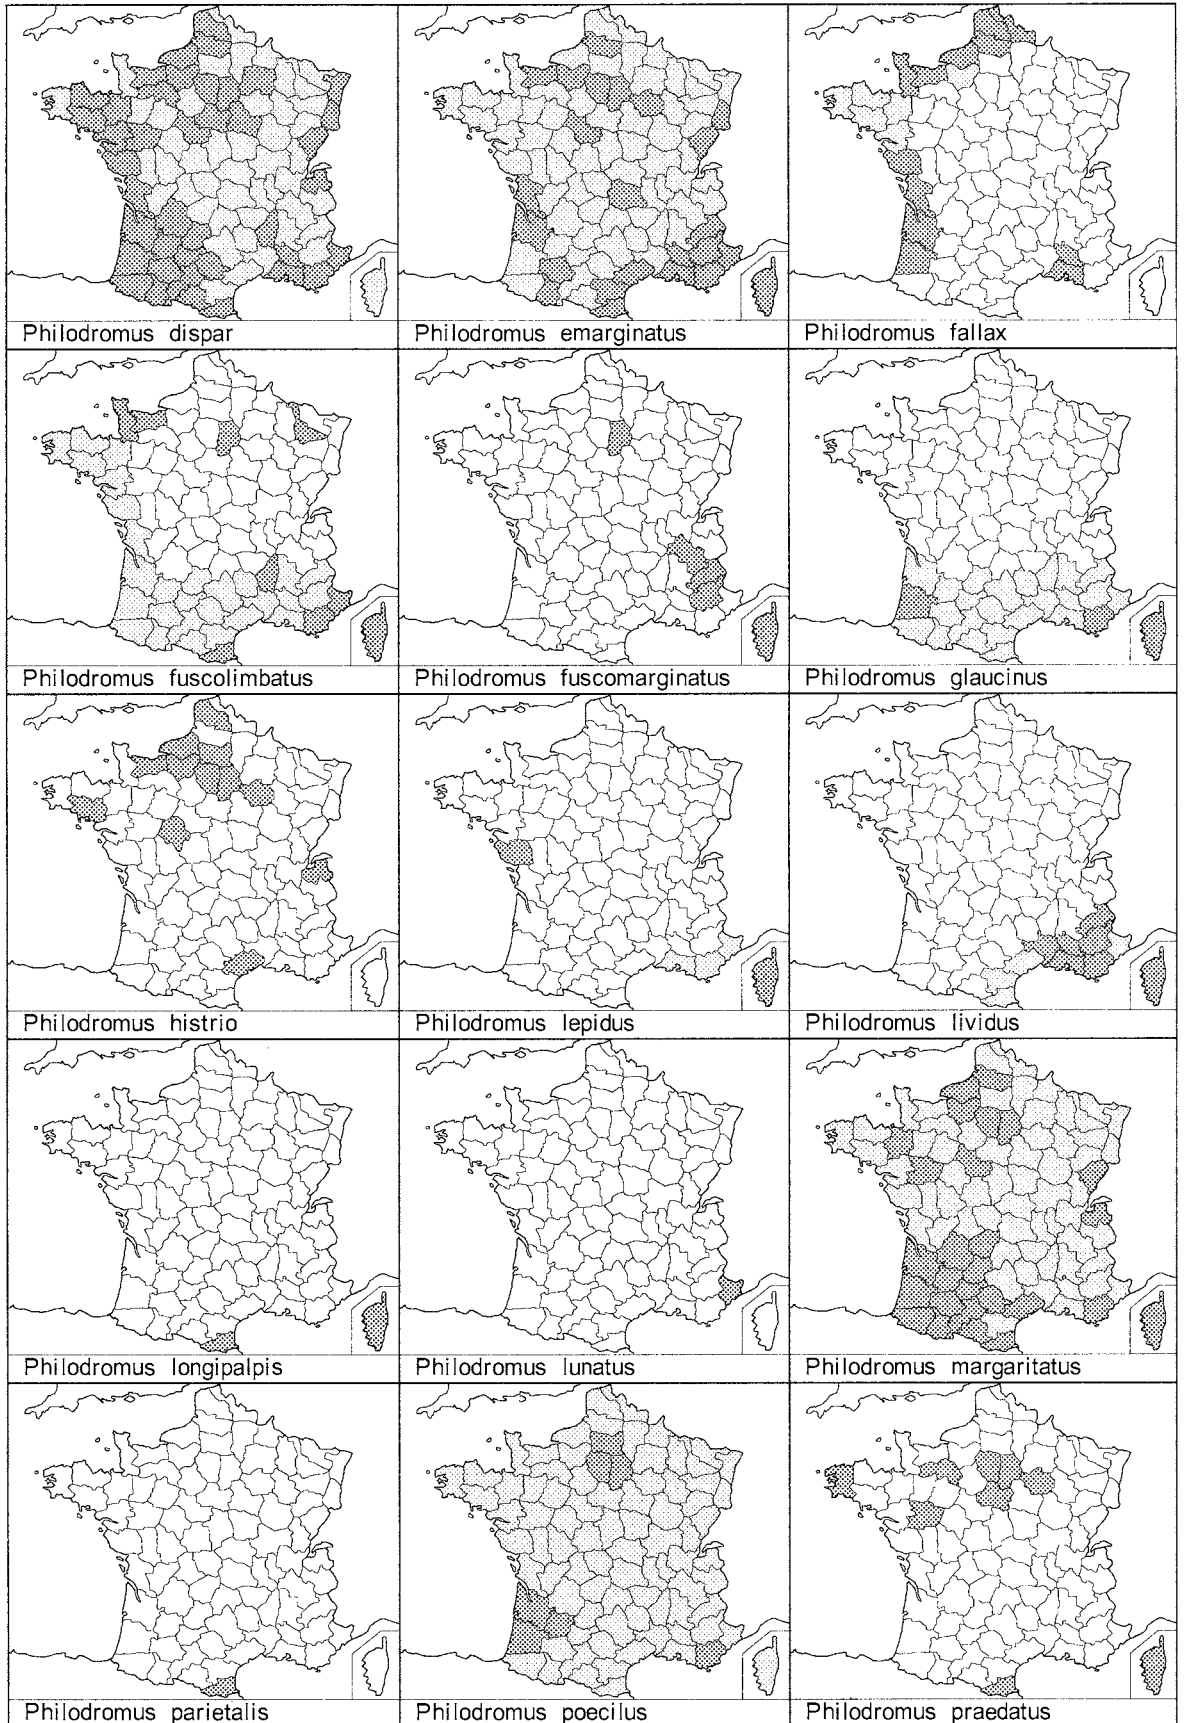 Philodromus dispar
Philodromus emarginatus
Philodromus fallax
Philodromus fuscolimbatus
Philodromus fuscomarginatus
Philodromus glaucinus
Philodromus histrio
Philodromus lepidus
Philodromus lividus
Philodromus longipalpis
Philodromus lunatus
Philodromus margaritatus
Philodromus parietalis
Philodromus poecilus
Philodromus praedatus